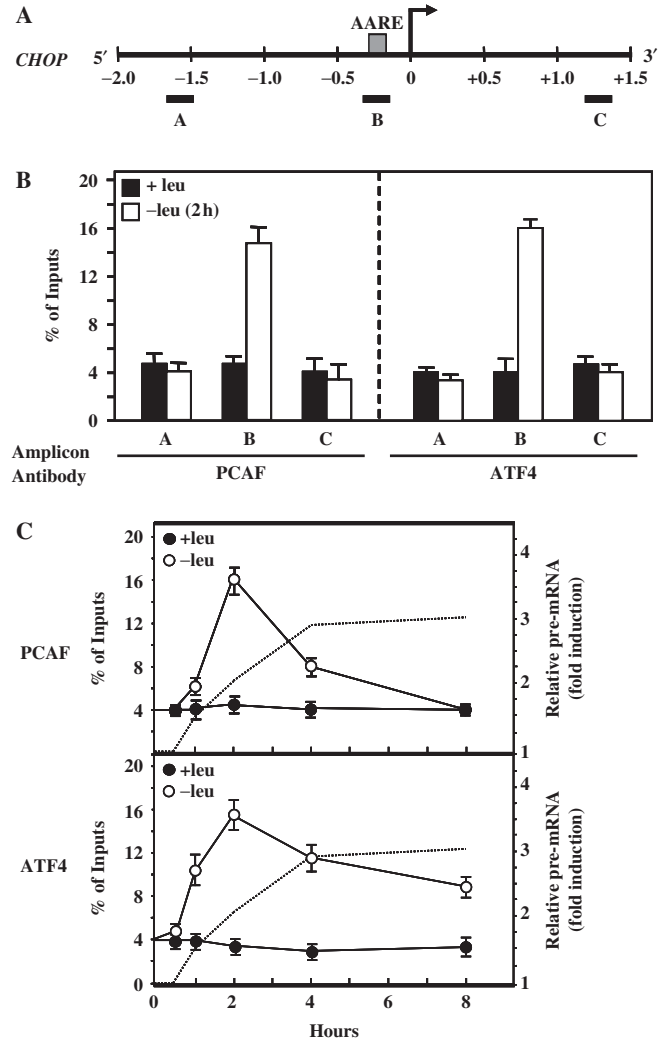 A
AARE
CHOP 5′ 3′
−2.0 −1.5 −1.0 −0.5 0 +0.5 +1.0 +1.5
A B C
B
20
16
12
8
4
0
% of Inputs
+ leu
−leu (2 h)
A B C A B C
Amplicon
Antibody
PCAF ATF4
C
PCAF
20
16
12
8
4
% of Inputs
+leu
−leu
4
3
2
1
Relative pre-mRNA
(fold induction)
ATF4
20
16
12
8
4
0
% of Inputs
+leu
−leu
4
3
2
1
Relative pre-mRNA
(fold induction)
0 2 4 6 8
Hours